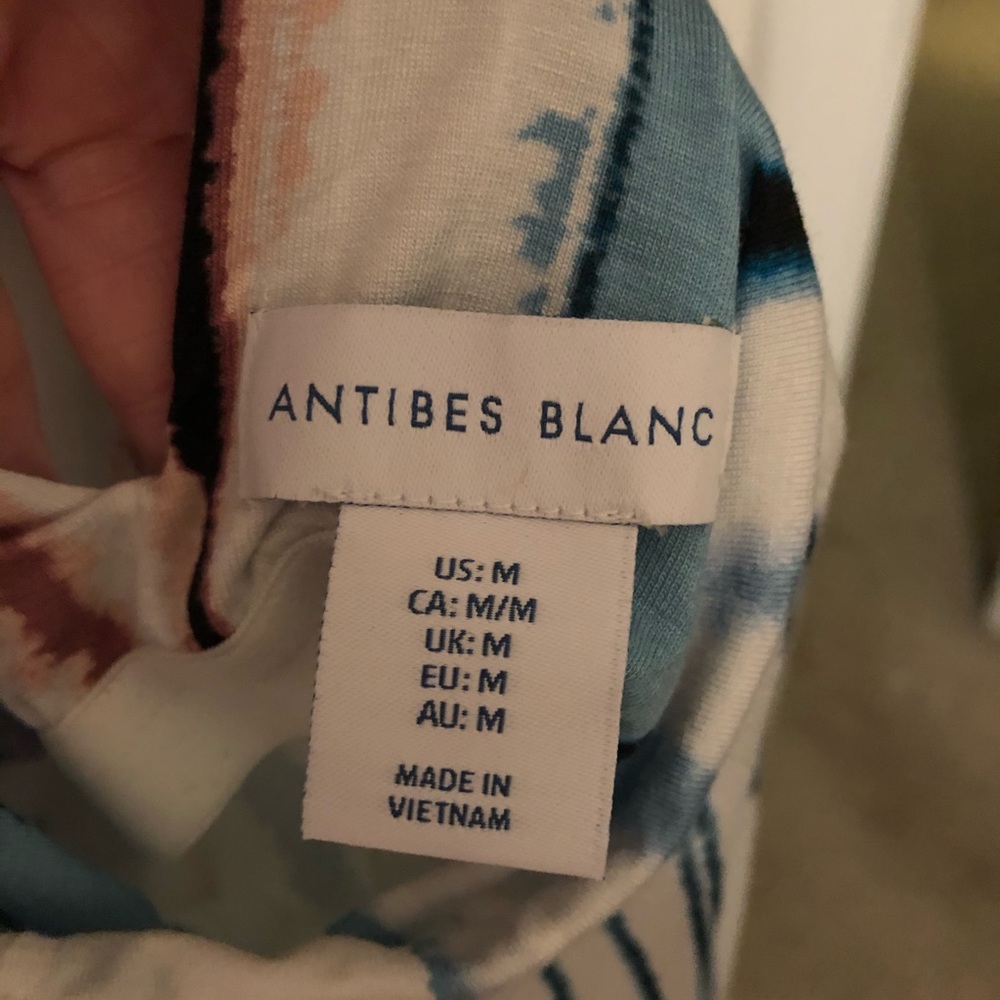 ANTIBES BLANC
US: M
CA: M/M
UK: M
EU: M
AU: M
MADE IN
VIETNAM